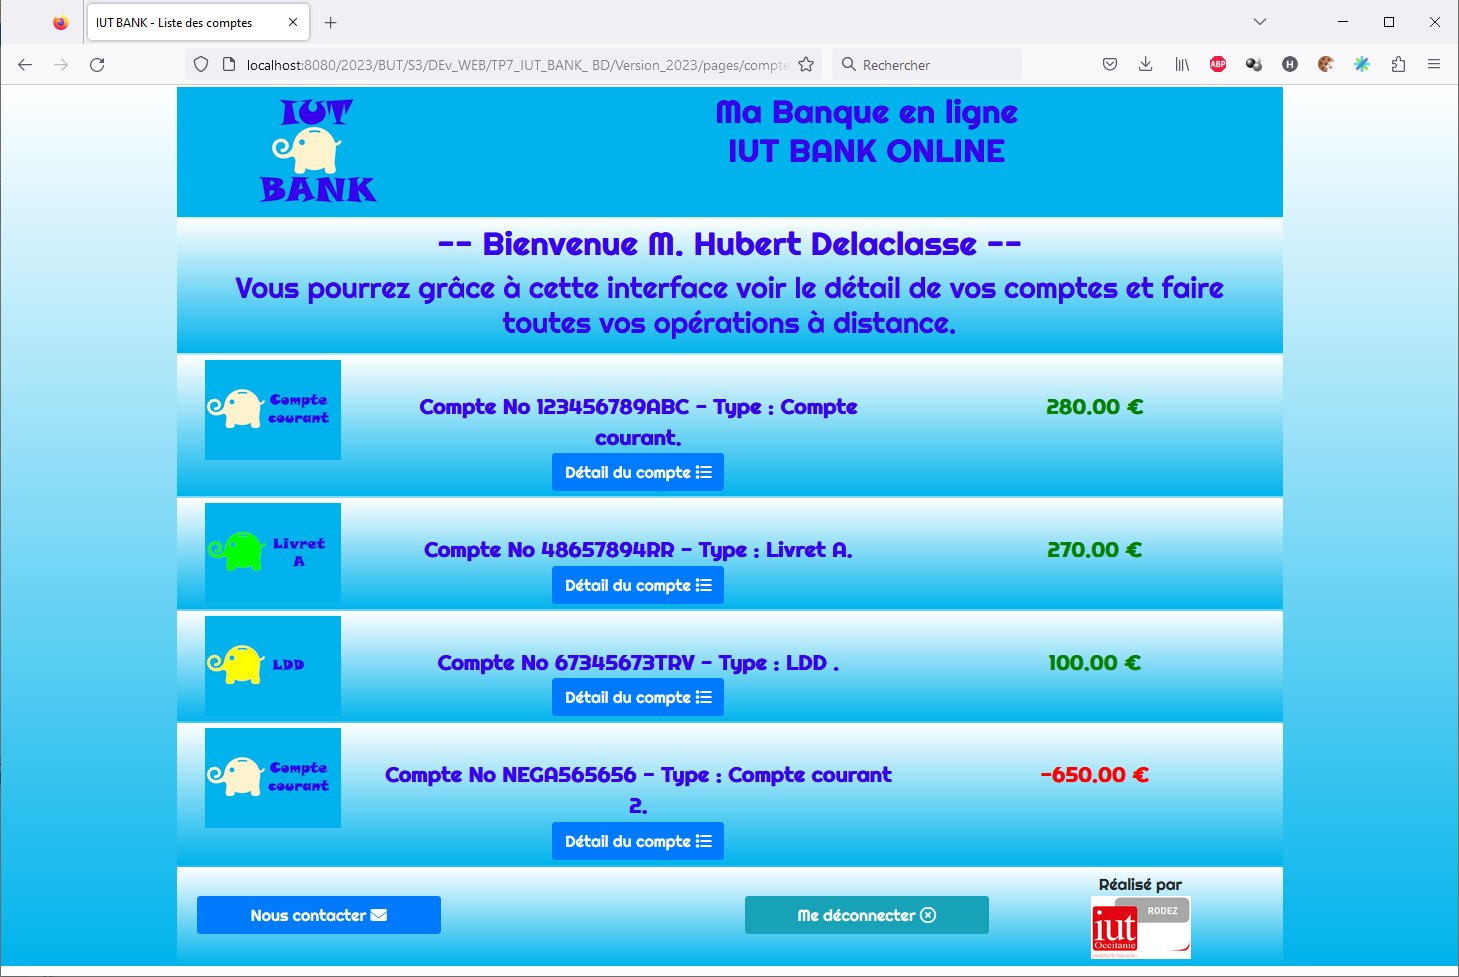 IUT BANK - Liste des comptes
localhost:8080/2023/BUT/S3/DEv_WEB/TP7_IUT_BANK_ BD/Version_2023/pages/compte
Rechercher
ABP
H
IUT
BANK
Ma Banque en ligne
IUT BANK ONLINE
-- Bienvenue M. Hubert Delaclasse --
Vous pourrez grâce à cette interface voir le détail de vos comptes et faire
toutes vos opérations à distance.
Compte
courant
Compte No 123456789ABC - Type : Compte
courant.
280.00 €
Détail du compte
Livret
A
Compte No 48657894RR - Type : Livret A.
270.00 €
Détail du compte
LDD
Compte No 67345673TRV - Type : LDD .
100.00 €
Détail du compte
Compte
courant
Compte No NEGA565656 - Type : Compte courant
2.
-650.00 €
Détail du compte
Nous contacter
Me déconnecter
Réalisé par
RODEZ
iut
Occitanie